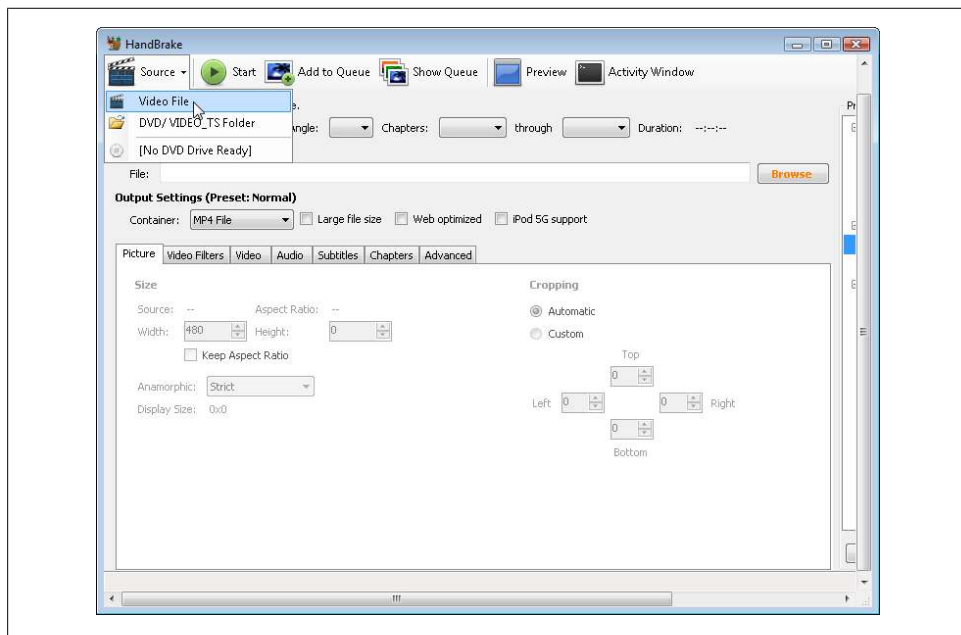 HandBrake
Source Start Add to Queue Show Queue Preview Activity Window
Video File
DVD/ VIDEO_TS Folder
[No DVD Drive Ready]
Angle: Chapters: through Duration: --:--:--
File: Browse
Output Settings (Preset: Normal)
Container: MP4 File Large file size Web optimized iPod 5G support
Picture Video Filters Video Audio Subtitles Chapters Advanced
Size Cropping
Source: -- Aspect Ratio: -- Automatic
Width: 480 Height: 0 Custom
Keep Aspect Ratio Top
0
Anamorphic: Strict
Left 0 0 Right
Display Size: 0x0
0
Bottom